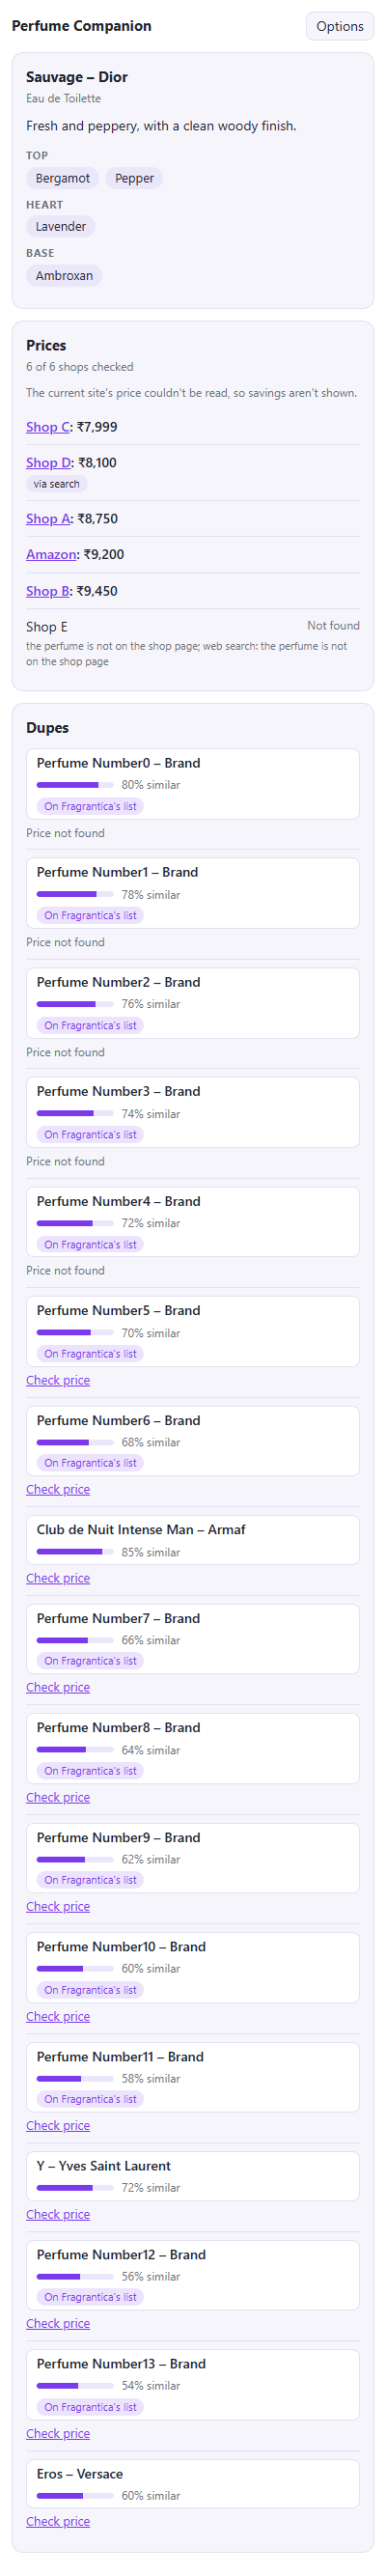 Perfume Companion
Options
Sauvage – Dior
Eau de Toilette
Fresh and peppery, with a clean woody finish.
TOP
Bergamot Pepper
HEART
Lavender
BASE
Ambroxan
Prices
6 of 6 shops checked
The current site's price couldn't be read, so savings aren't shown.
Shop C: ₹7,999
Shop D: ₹8,100
via search
Shop A: ₹8,750
Amazon: ₹9,200
Shop B: ₹9,450
Shop E Not found
the perfume is not on the shop page; web search: the perfume is not
on the shop page
Dupes
Perfume Number0 – Brand
80% similar
On Fragrantica's list
Price not found
Perfume Number1 – Brand
78% similar
On Fragrantica's list
Price not found
Perfume Number2 – Brand
76% similar
On Fragrantica's list
Price not found
Perfume Number3 – Brand
74% similar
On Fragrantica's list
Price not found
Perfume Number4 – Brand
72% similar
On Fragrantica's list
Price not found
Perfume Number5 – Brand
70% similar
On Fragrantica's list
Check price
Perfume Number6 – Brand
68% similar
On Fragrantica's list
Check price
Club de Nuit Intense Man – Armaf
85% similar
Check price
Perfume Number7 – Brand
66% similar
On Fragrantica's list
Check price
Perfume Number8 – Brand
64% similar
On Fragrantica's list
Check price
Perfume Number9 – Brand
62% similar
On Fragrantica's list
Check price
Perfume Number10 – Brand
60% similar
On Fragrantica's list
Check price
Perfume Number11 – Brand
58% similar
On Fragrantica's list
Check price
Y – Yves Saint Laurent
72% similar
Check price
Perfume Number12 – Brand
56% similar
On Fragrantica's list
Check price
Perfume Number13 – Brand
54% similar
On Fragrantica's list
Check price
Eros – Versace
60% similar
Check price